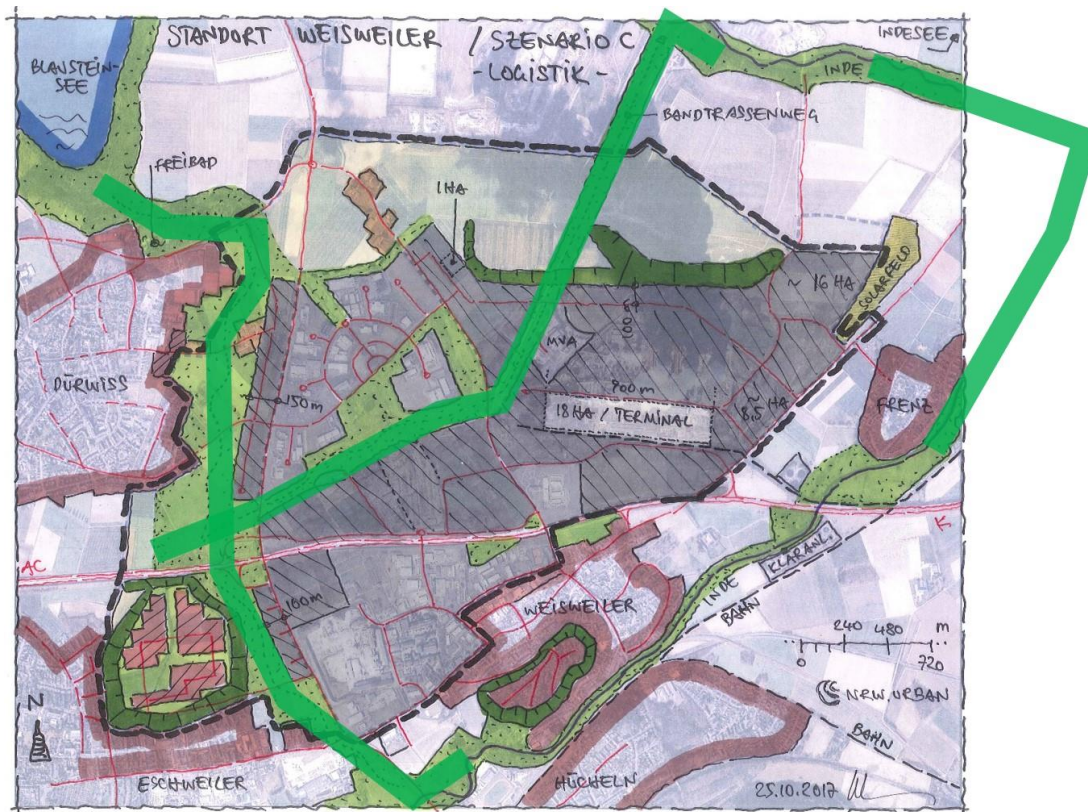 STANDORT WEISWEILER / SZENARIO C
- LOGISTIK -
INDESEE
BLAUSTEIN-
SEE
INDE
BANDTRASSENWEG
FREIBAD
1 HA
~ 16 HA
SOLARFELD
100 m
MVA
DÜRWISS
150 m
900 m
18 HA / TERMINAL
~ 8.5 HA
FRENZ
AC
K
KLÄRANL.
100 m
WEISWEILER
INDE
BAHN
240 480 m
0 720
N
NRW.URBAN
BAHN
ESCHWEILER
HÜCHELN
25.10.2017